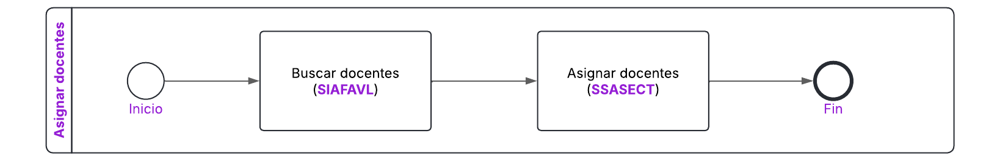 Asignar docentes
Inicio
Buscar docentes
(SIAFAVL)
Asignar docentes
(SSASECT)
Fin